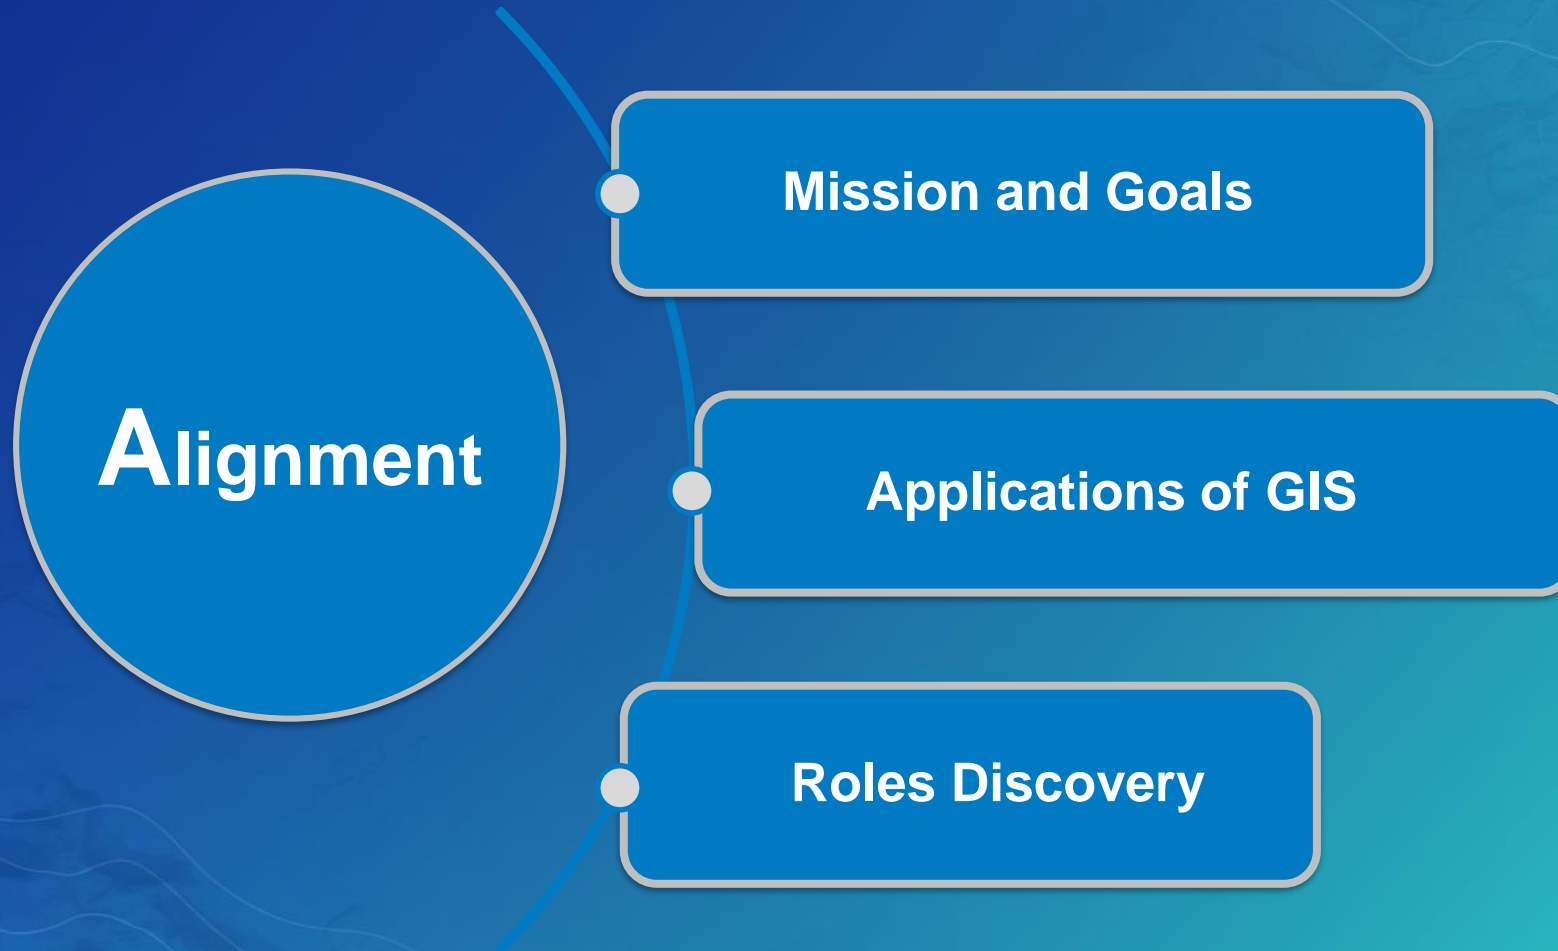 Alignment
Mission and Goals
Applications of GIS
Roles Discovery